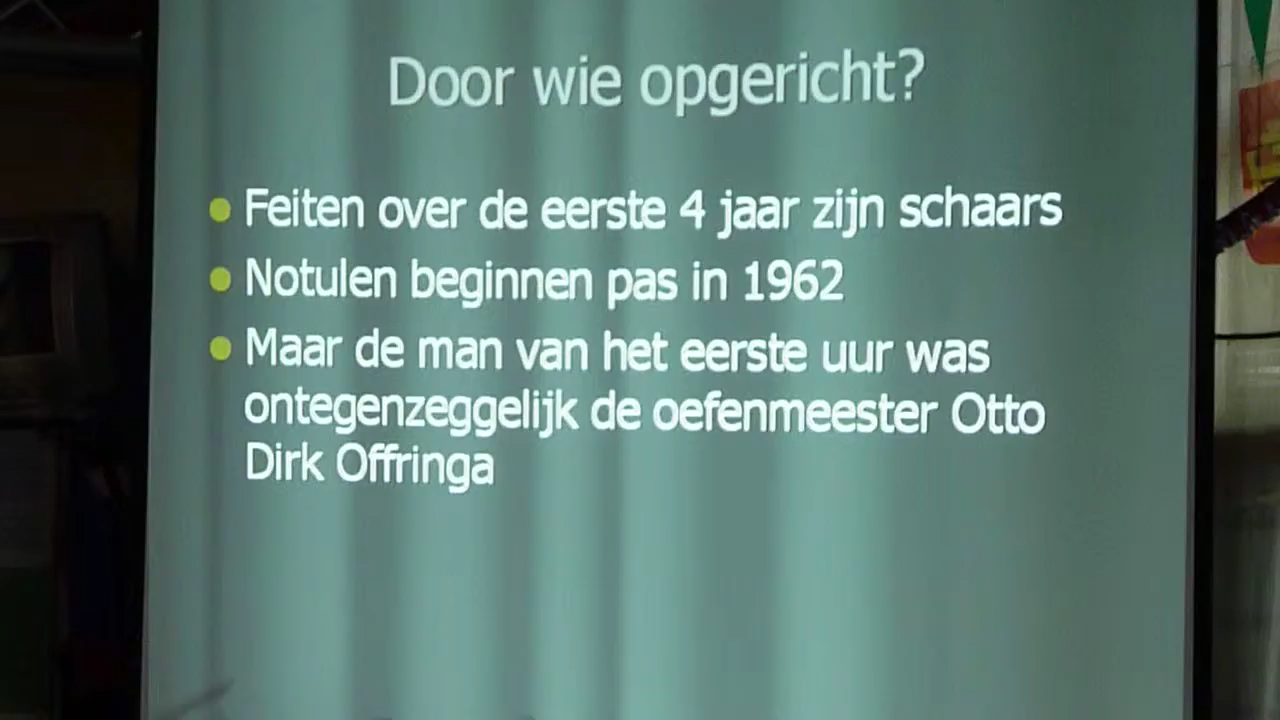 Door wie opgericht?
Feiten over de eerste 4 jaar zijn schaars
Notulen beginnen pas in 1962
Maar de man van het eerste uur was
ontegenzeggelijk de oefenmeester Otto
Dirk Offringa